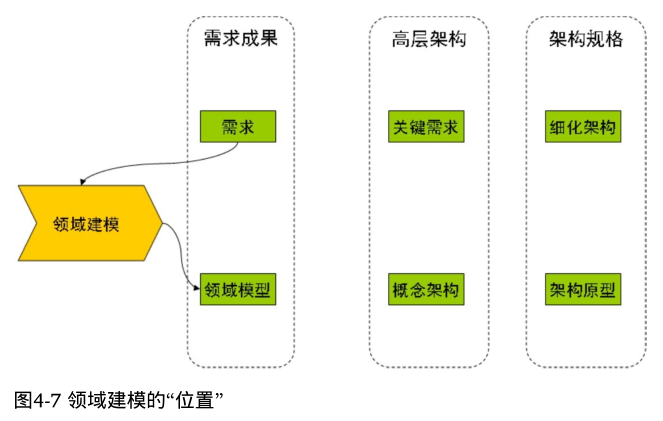 需求成果
高层架构
架构规格
需求
关键需求
细化架构
领域建模
领域模型
概念架构
架构原型
图4-7 领域建模的“位置”